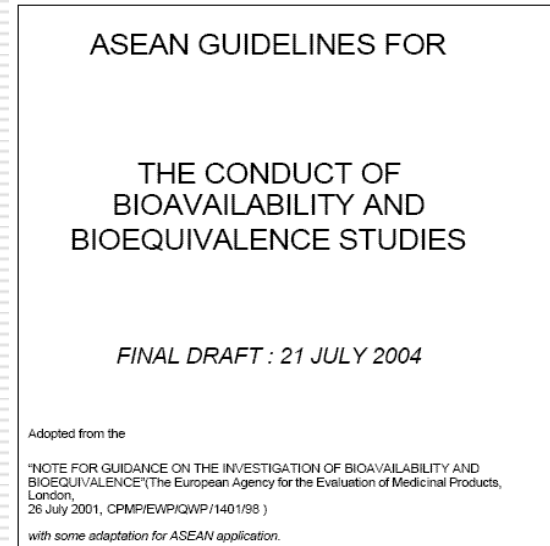 ASEAN GUIDELINES FOR
THE CONDUCT OF
BIOAVAILABILITY AND
BIOEQUIVALENCE STUDIES
FINAL DRAFT : 21 JULY 2004
Adopted from the
“NOTE FOR GUIDANCE ON THE INVESTIGATION OF BIOAVAILABILITY AND
BIOEQUIVALENCE”(The European Agency for the Evaluation of Medicinal Products,
London,
26 July 2001, CPMP/EWP/QWP/1401/98 )
with some adaptation for ASEAN application.